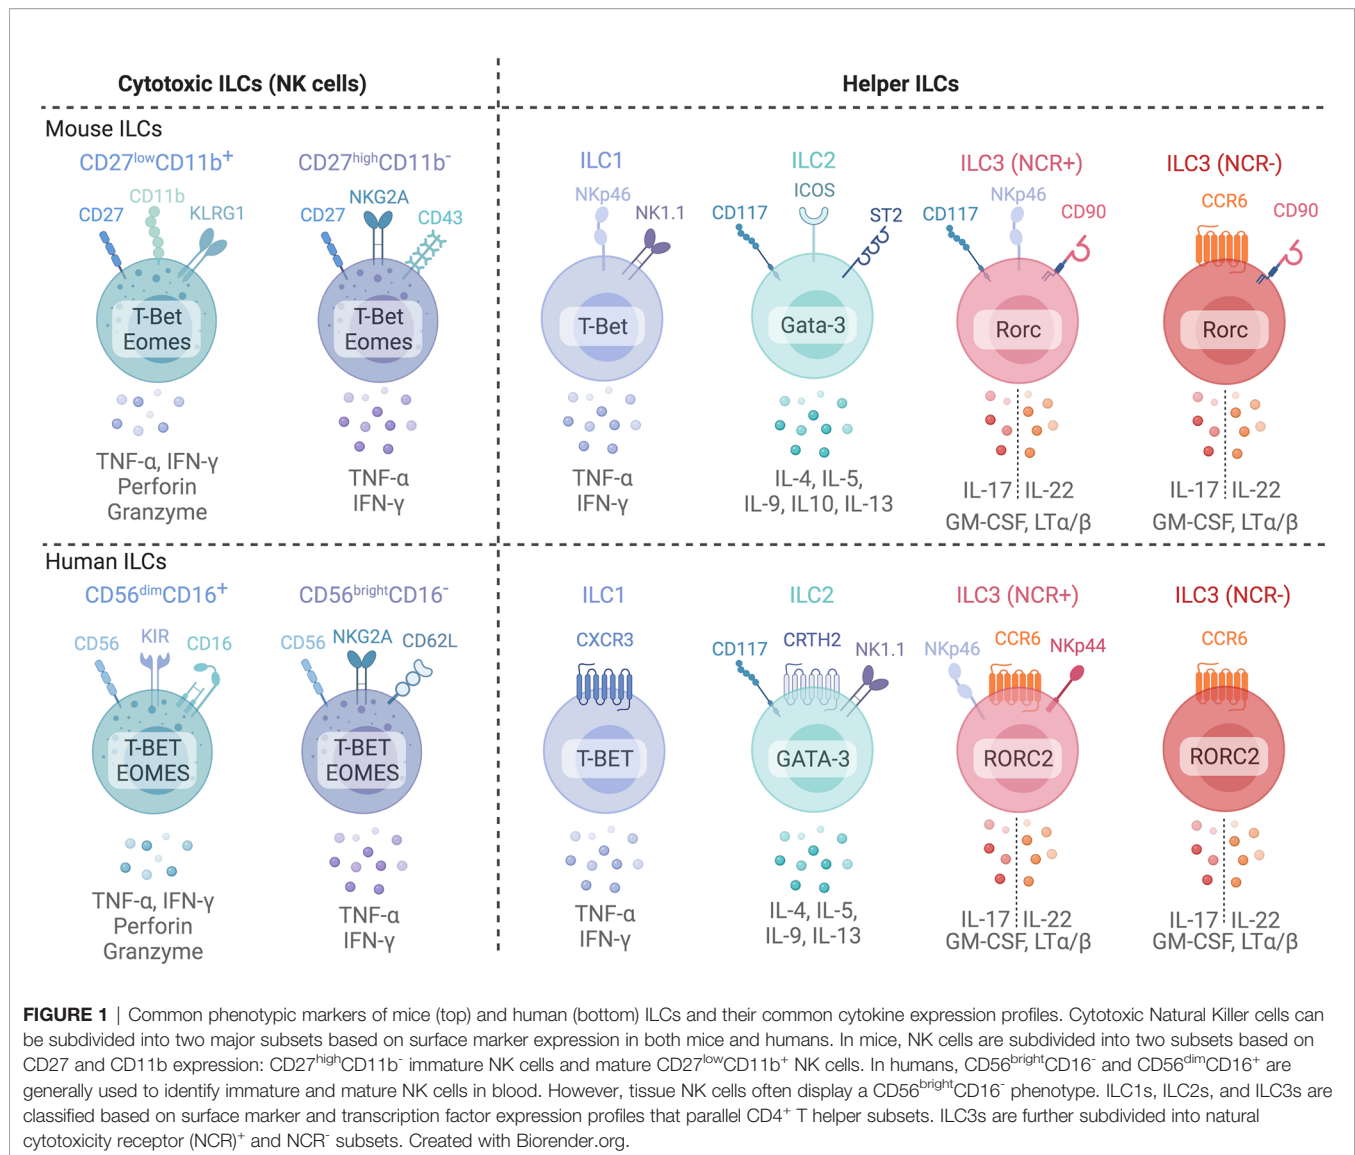 Cytotoxic ILCs (NK cells)
Helper ILCs
Mouse ILCs
CD27lowCD11b+
CD27highCD11b-
ILC1
ILC2
ILC3 (NCR+)
ILC3 (NCR-)
CD27
CD11b
KLRG1
CD27
NKG2A
CD43
NKp46
NK1.1
CD117
ICOS
ST2
CD117
NKp46
CD90
CCR6
CD90
T-Bet
Eomes
T-Bet
Eomes
T-Bet
Gata-3
Rorc
Rorc
TNF-α, IFN-γ
Perforin
Granzyme
TNF-α
IFN-γ
TNF-α
IFN-γ
IL-4, IL-5,
IL-9, IL10, IL-13
IL-17 IL-22
GM-CSF, LTα/β
IL-17 IL-22
GM-CSF, LTα/β
Human ILCs
CD56dimCD16+
CD56brightCD16-
ILC1
ILC2
ILC3 (NCR+)
ILC3 (NCR-)
CD56
KIR
CD16
CD56
NKG2A
CD62L
CXCR3
CD117
CRTH2
NK1.1
NKp46
CCR6
NKp44
CCR6
T-BET
EOMES
T-BET
EOMES
T-BET
GATA-3
RORC2
RORC2
TNF-α, IFN-γ
Perforin
Granzyme
TNF-α
IFN-γ
TNF-α
IFN-γ
IL-4, IL-5,
IL-9, IL-13
IL-17 IL-22
GM-CSF, LTα/β
IL-17 IL-22
GM-CSF, LTα/β
FIGURE 1 | Common phenotypic markers of mice (top) and human (bottom) ILCs and their common cytokine expression profiles. Cytotoxic Natural Killer cells can
be subdivided into two major subsets based on surface marker expression in both mice and humans. In mice, NK cells are subdivided into two subsets based on
CD27 and CD11b expression: CD27highCD11b- immature NK cells and mature CD27lowCD11b+ NK cells. In humans, CD56brightCD16- and CD56dimCD16+ are
generally used to identify immature and mature NK cells in blood. However, tissue NK cells often display a CD56brightCD16- phenotype. ILC1s, ILC2s, and ILC3s are
classified based on surface marker and transcription factor expression profiles that parallel CD4+ T helper subsets. ILC3s are further subdivided into natural
cytotoxicity receptor (NCR)+ and NCR- subsets. Created with Biorender.org.